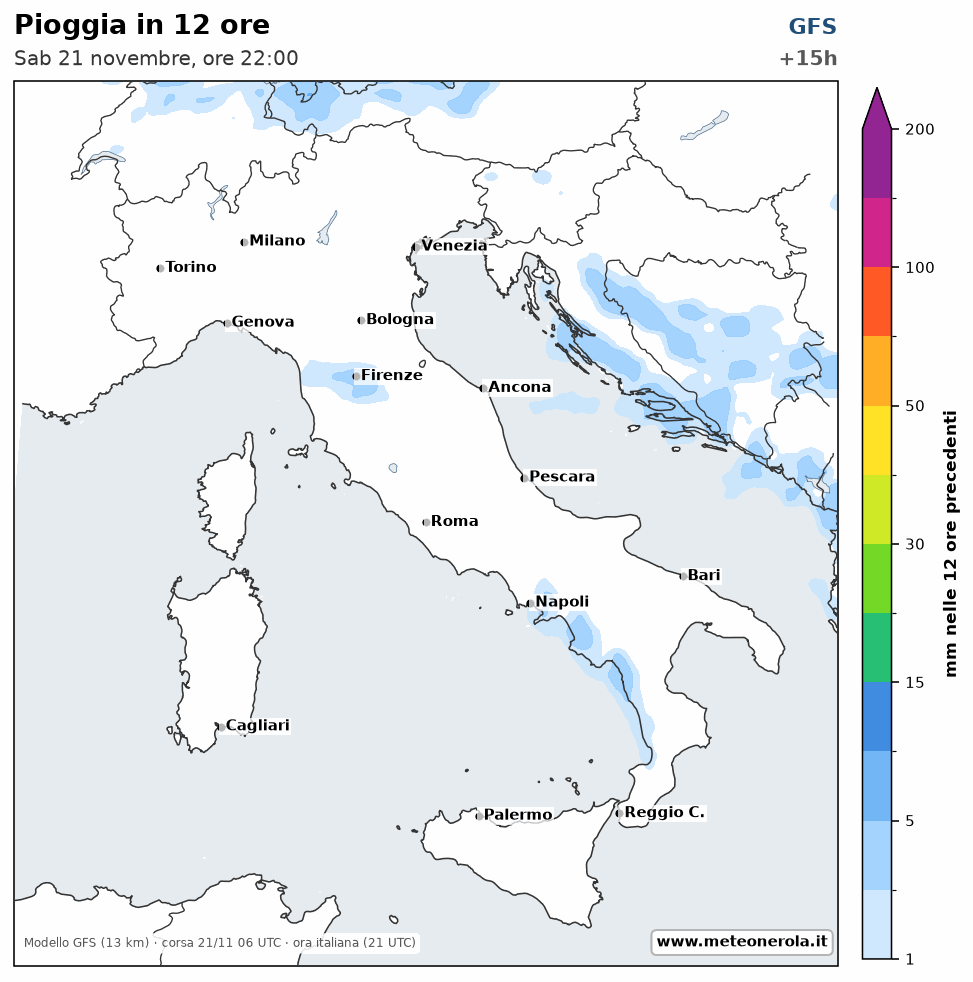 Pioggia in 12 ore
GFS
Sab 21 novembre, ore 22:00
+15h
Milano
Venezia
Torino
Genova
Bologna
Firenze
Ancona
Pescara
Roma
Bari
Napoli
Cagliari
Palermo
Reggio C.
200
100
50
30
15
5
1
mm nelle 12 ore precedenti
Modello GFS (13 km) · corsa 21/11 06 UTC · ora italiana (21 UTC)
www.meteonerola.it